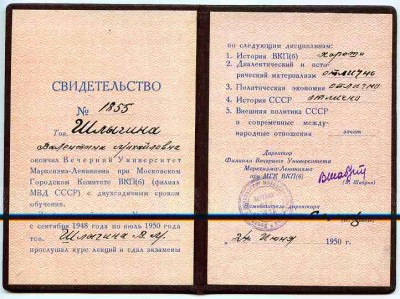 СВИДЕТЕЛЬСТВО
№ 1855
Тов. Шлыгина
Валентин Михайлович
окончил Вечерний Университет
Марксизма-Ленинизма при Московском
Городском Комитете ВКП(б) (филиал
МВД СССР) с двухгодичным сроком
обучения.
с сентября 1948 года по июль 1950 года
тов. Шлыгина В.М.
прослушал курс лекций и сдал экзамены
по следующим дисциплинам:
1. История ВКП(б) хорошо
2. Диалектический и исто-
рический материализм отлично
3. Политическая экономия отлично
4. История СССР отлично
5. Внешняя политика СССР
и современные между-
народные отношения зачет
Директор
Филиала Вечернего Университета
Марксизма-Ленинизма
при МГК ВКП(б)
директора
24 Июня 1950 г.